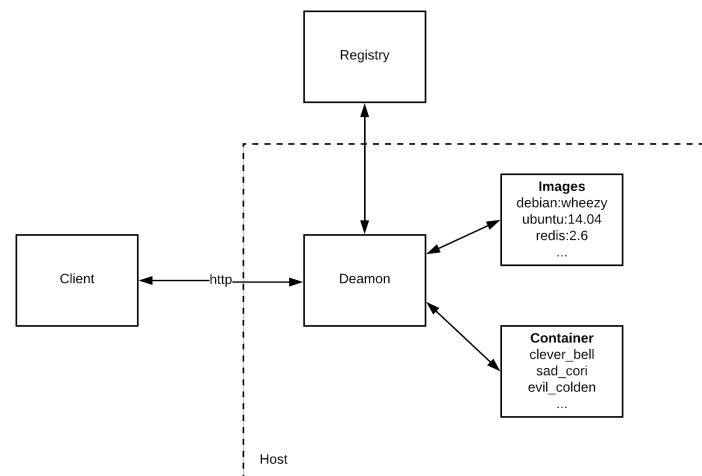 Registry
Images
debian:wheezy
ubuntu:14.04
redis:2.6
...
Client
http
Deamon
Container
clever_bell
sad_cori
evil_colden
...
Host